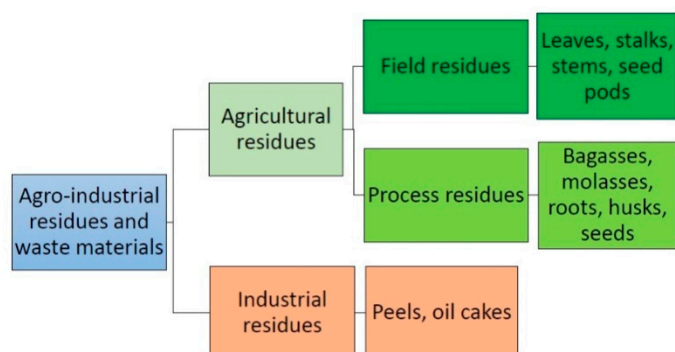 Agro-industrial
residues and
waste materials
Agricultural
residues
Field residues
Leaves, stalks,
stems, seed
pods
Process residues
Bagasses,
molasses,
roots, husks,
seeds
Industrial
residues
Peels, oil cakes